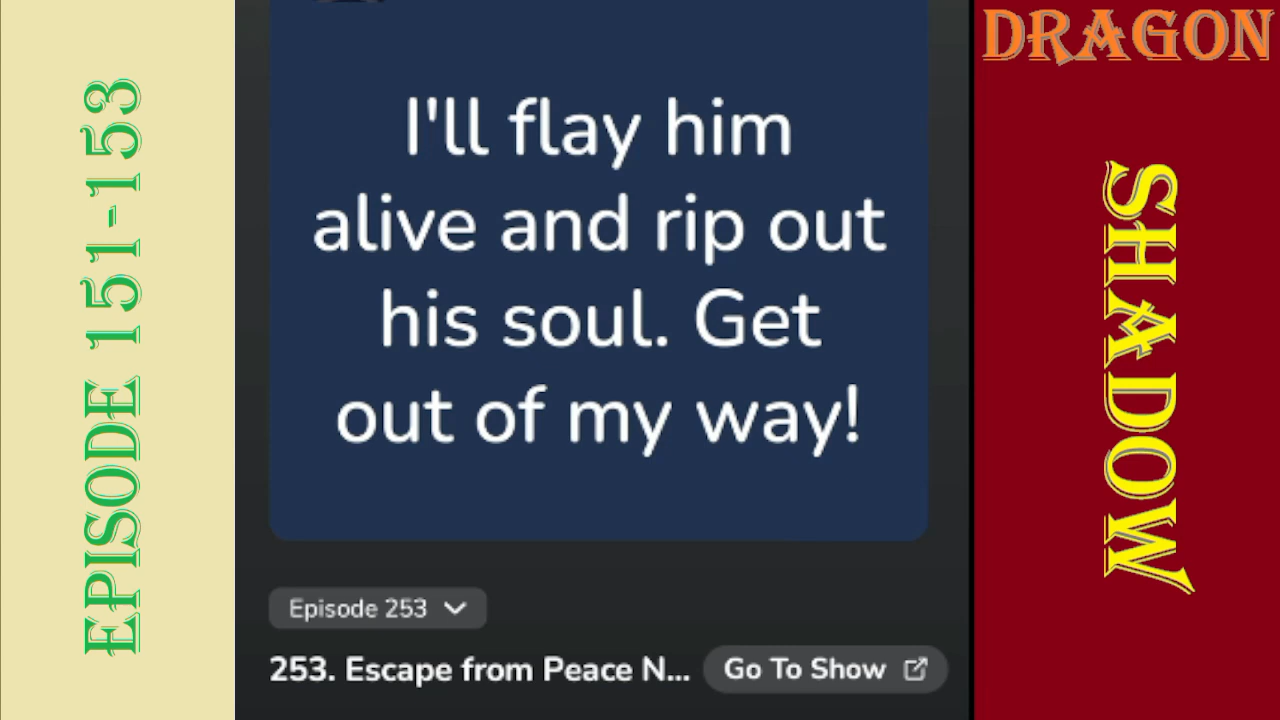 EPISODE 151-153
I'll flay him
alive and rip out
his soul. Get
out of my way!
Episode 253
253. Escape from Peace N...
Go To Show
DRAGON
SHADOW